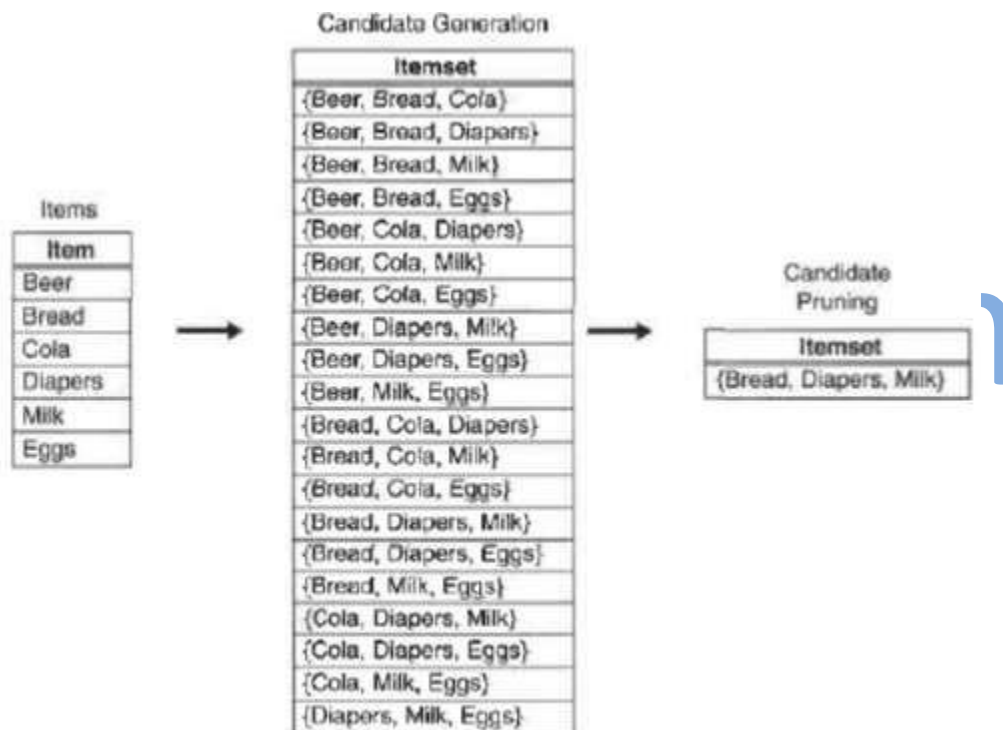 Candidate Generation
Itemset
{Beer, Bread, Cola}
{Beer, Bread, Diapers}
{Beer, Bread, Milk}
{Beer, Bread, Eggs}
{Beer, Cola, Diapers}
{Beer, Cola, Milk}
{Beer, Cola, Eggs}
{Beer, Diapers, Milk}
{Beer, Diapers, Eggs}
{Beer, Milk, Eggs}
{Bread, Cola, Diapers}
{Bread, Cola, Milk}
{Bread, Cola, Eggs}
{Bread, Diapers, Milk}
{Bread, Diapers, Eggs}
{Bread, Milk, Eggs}
{Cola, Diapers, Milk}
{Cola, Diapers, Eggs}
{Cola, Milk, Eggs}
{Diapers, Milk, Eggs}
Items
Item
Beer
Bread
Cola
Diapers
Milk
Eggs
Candidate
Pruning
Itemset
{Bread, Diapers, Milk}